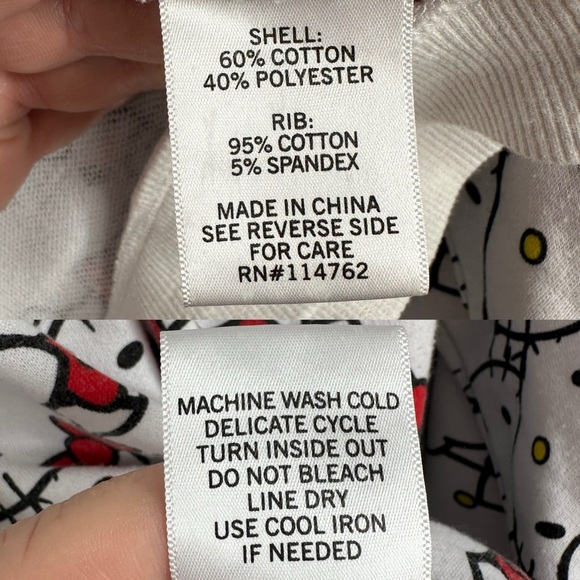 SHELL:
60% COTTON
40% POLYESTER
RIB:
95% COTTON
5% SPANDEX
MADE IN CHINA
SEE REVERSE SIDE
FOR CARE
RN#114762
MACHINE WASH COLD
DELICATE CYCLE
TURN INSIDE OUT
DO NOT BLEACH
LINE DRY
USE COOL IRON
IF NEEDED